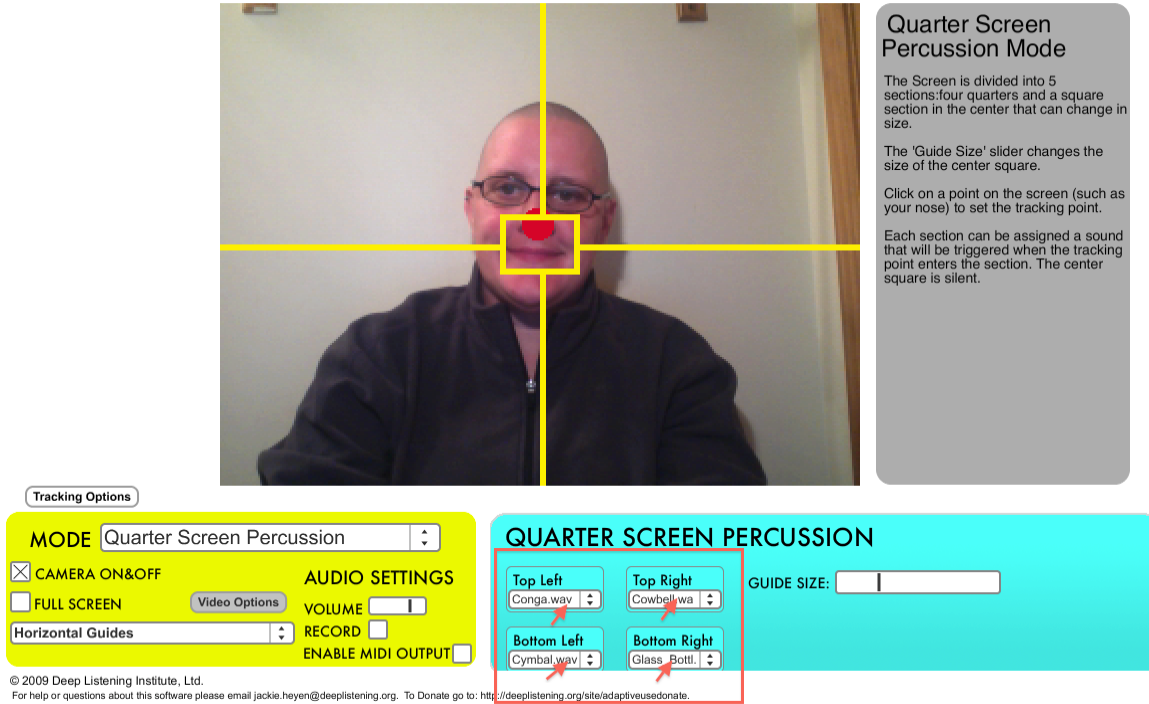 Quarter Screen
Percussion Mode
The Screen is divided into 5
sections:four quarters and a square
section in the center that can change in
size.
The 'Guide Size' slider changes the
size of the center square.
Click on a point on the screen (such as
your nose) to set the tracking point.
Each section can be assigned a sound
that will be triggered when the tracking
point enters the section. The center
square is silent.
Tracking Options
MODE Quarter Screen Percussion
CAMERA ON&OFF
FULL SCREEN
Video Options
Horizontal Guides
AUDIO SETTINGS
VOLUME
RECORD
ENABLE MIDI OUTPUT
QUARTER SCREEN PERCUSSION
Top Left
Conga.wav
Top Right
Cowbell.wa
Bottom Left
Cymbal.wav
Bottom Right
Glass_Bottl.
GUIDE SIZE:
© 2009 Deep Listening Institute, Ltd.
For help or questions about this software please email jackie.heyen@deeplistening.org. To Donate go to: http://deeplistening.org/site/adaptiveusedonate.